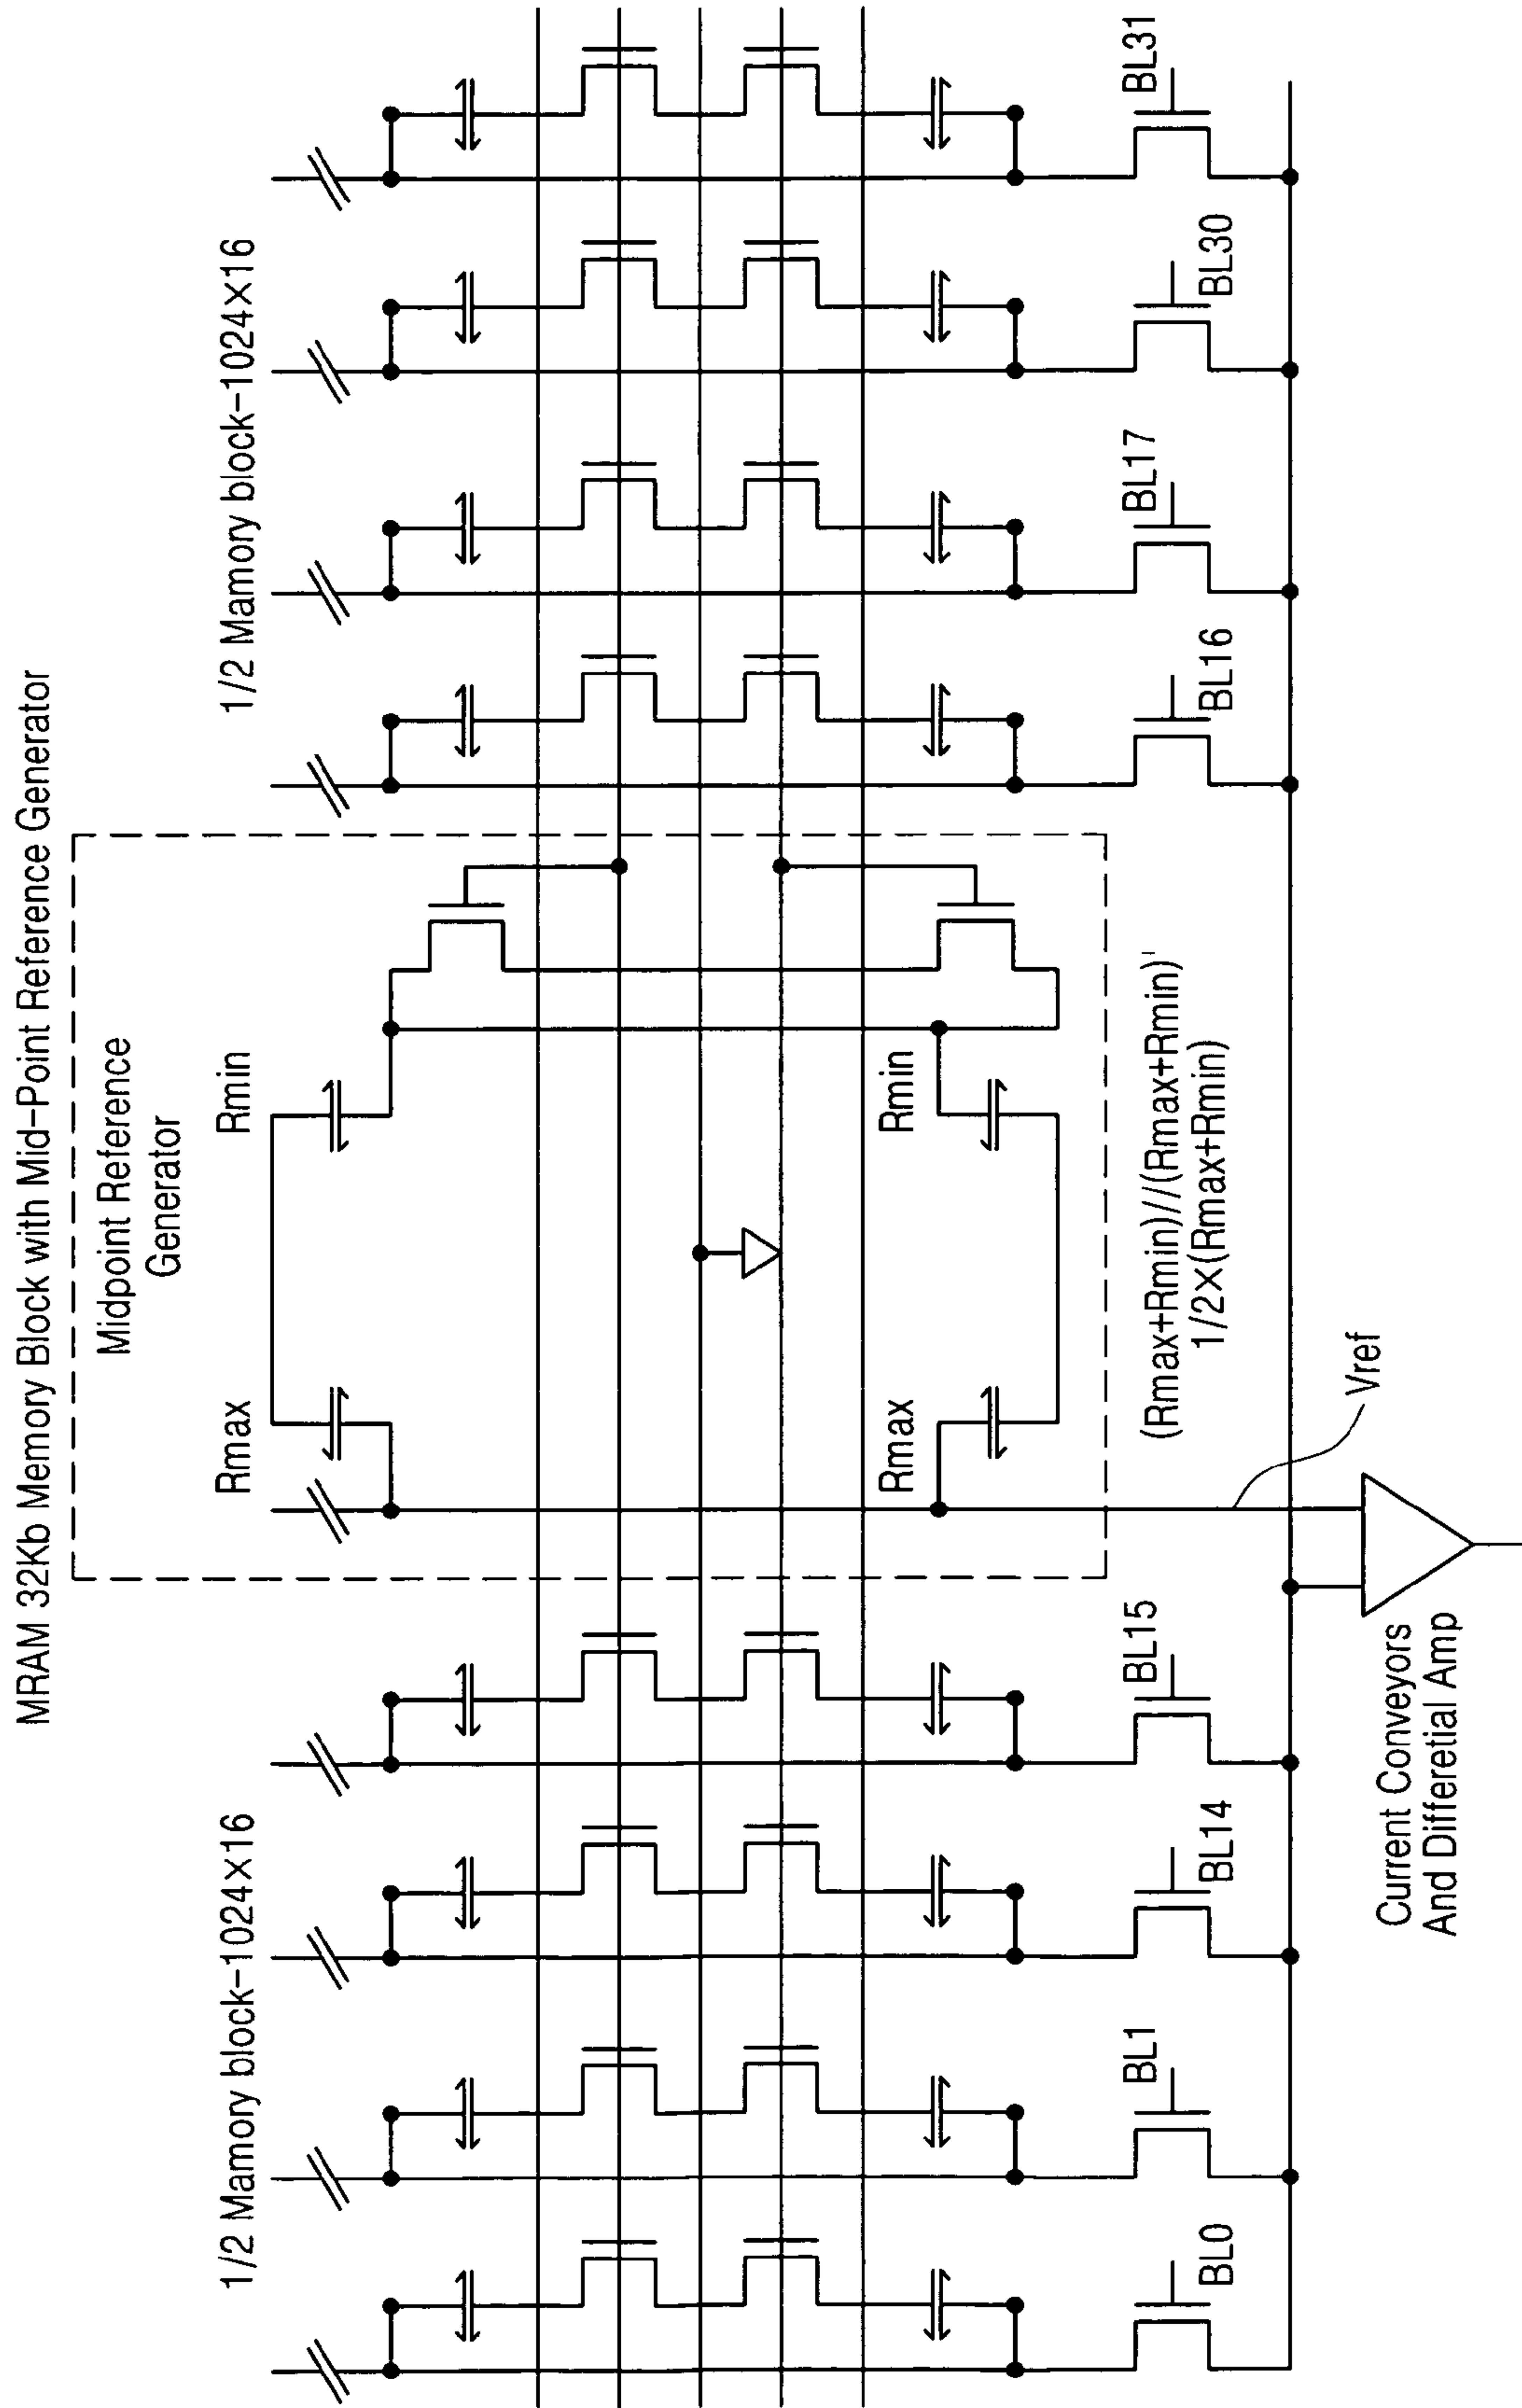 MRAM 32Kb Memory Block with Mid-Point Reference Generator
1/2 Mamory block-1024×16
Midpoint Reference
Generator
1/2 Mamory block-1024×16
Rmax
Rmin
Rmax
Rmin
(Rmax+Rmin)//(Rmax+Rmin)
1/2×(Rmax+Rmin)
BL0
BL1
BL14
BL15
BL16
BL17
BL30
BL31
Vref
Current Conveyors
And Differetial Amp